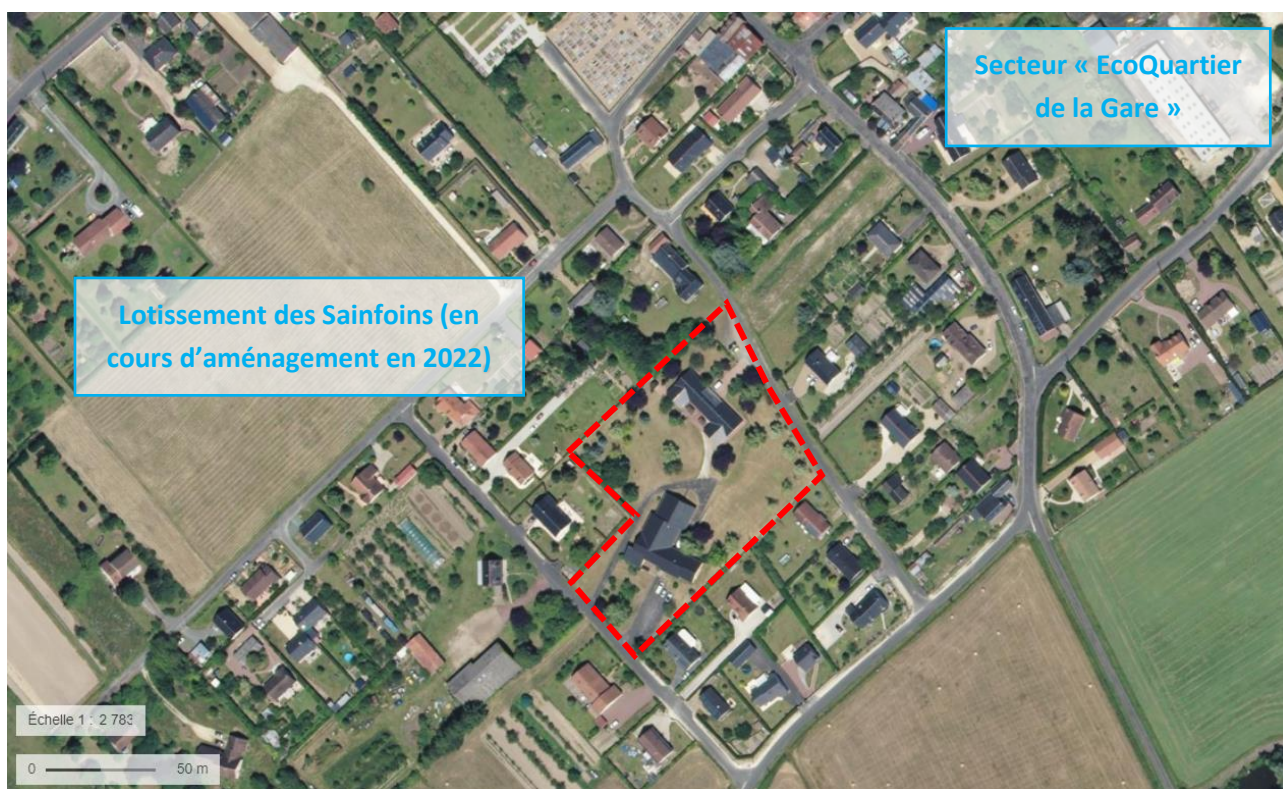 Secteur « EcoQuartier
de la Gare »
Lotissement des Sainfoins (en
cours d’aménagement en 2022)
Échelle 1 : 2 783
0 50 m